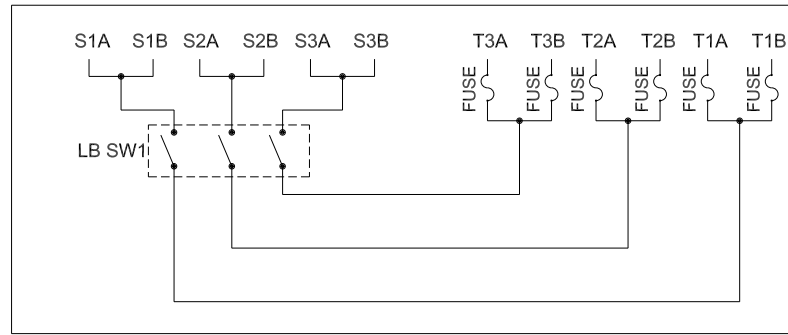 S1A S1B S2A S2B S3A S3B T3A T3B T2A T2B T1A T1B
FUSE FUSE FUSE FUSE FUSE FUSE
LB SW1